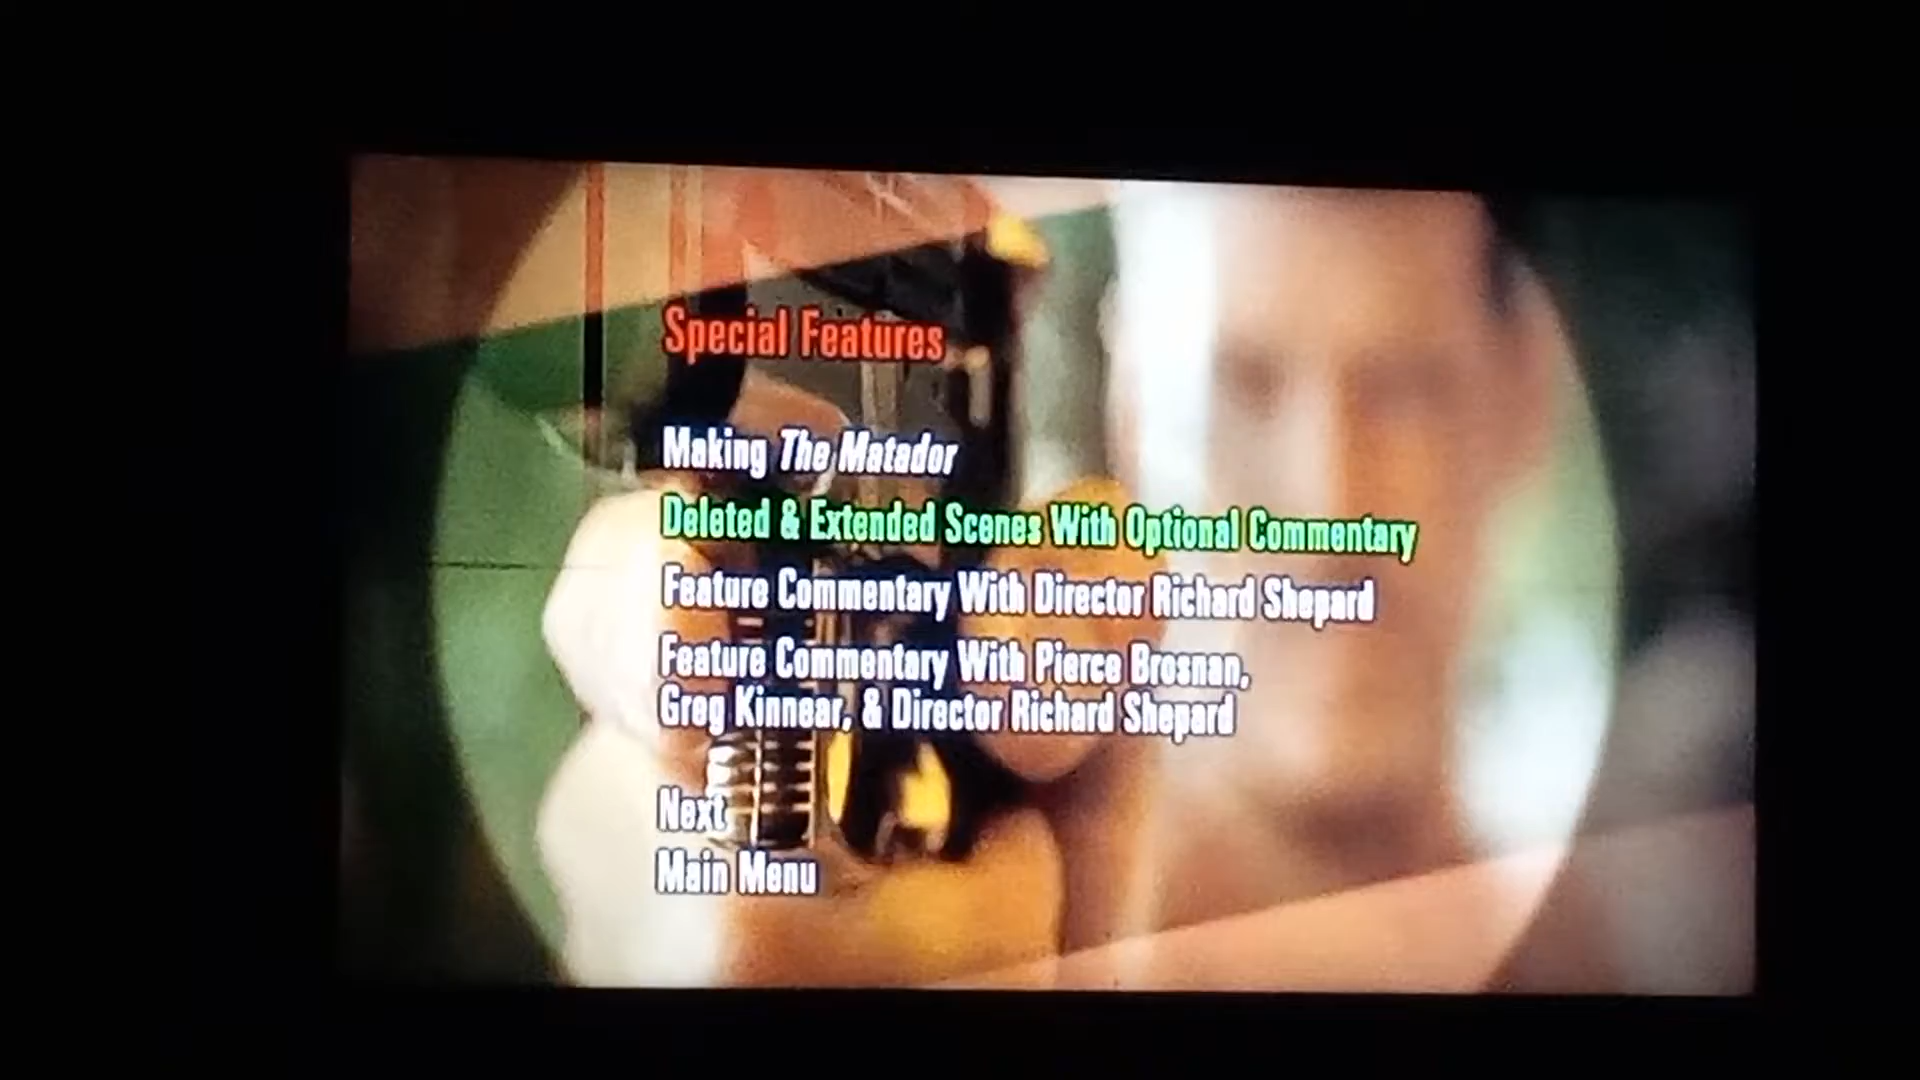 Special Features
Making The Matador
Deleted & Extended Scenes With Optional Commentary
Feature Commentary With Director Richard Shepard
Feature Commentary With Pierce Brosnan,
Greg Kinnear, & Director Richard Shepard
Next
Main Menu